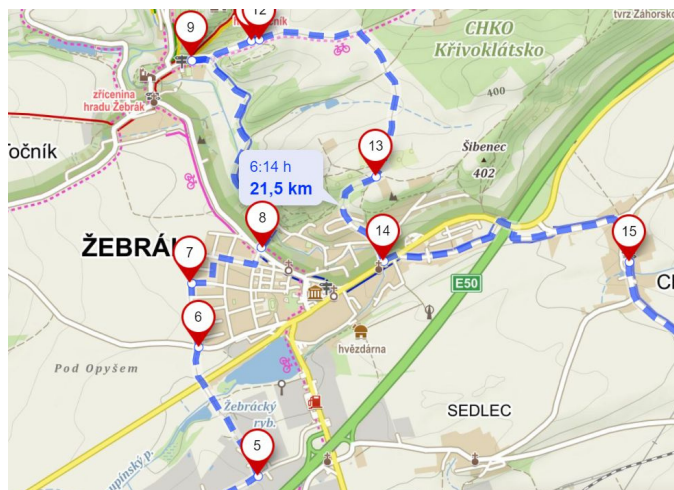 12
CHKO
Křivoklátsko
tvrz Záhorsko
9
zřícenina
hradu Žebrák
400
Točník
13
Šibenec
402
6:14 h
21,5 km
8
14
15
ŽEBRÁK
7
E50
6
hvězdárna
Pod Opyšem
Žebrácký
ryb.
SEDLEC
5